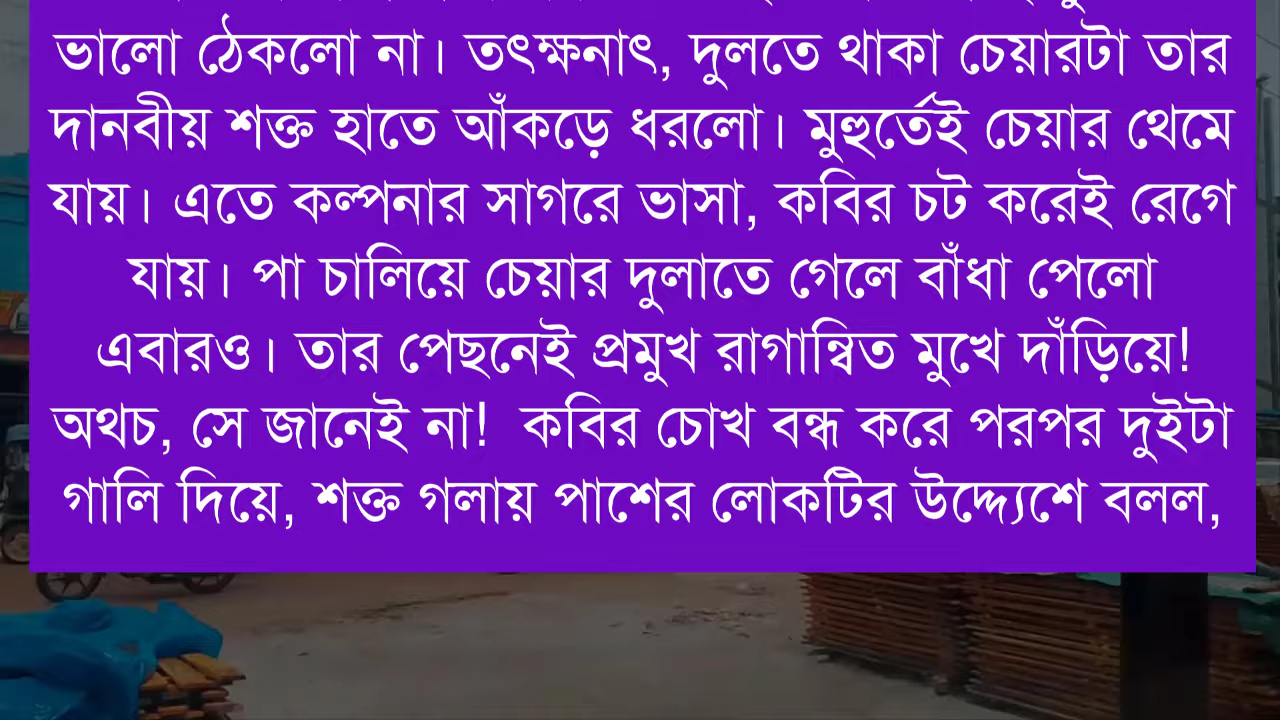 ভালো ঠেকলো না। তৎক্ষনাৎ, দুলতে থাকা চেয়ারটা তার
দানবীয় শক্ত হাতে আঁকড়ে ধরলো। মুহুর্তেই চেয়ার থেমে
যায়। এতে কল্পনার সাগরে ভাসা, কবির চট করেই রেগে
যায়। পা চালিয়ে চেয়ার দুলাতে গেলে বাঁধা পেলো
এবারও। তার পেছনেই প্রমুখ রাগান্বিত মুখে দাঁড়িয়ে!
অথচ, সে জানেই না! কবির চোখ বন্ধ করে পরপর দুইটা
গালি দিয়ে, শক্ত গলায় পাশের লোকটির উদ্দ্যেশে বলল,